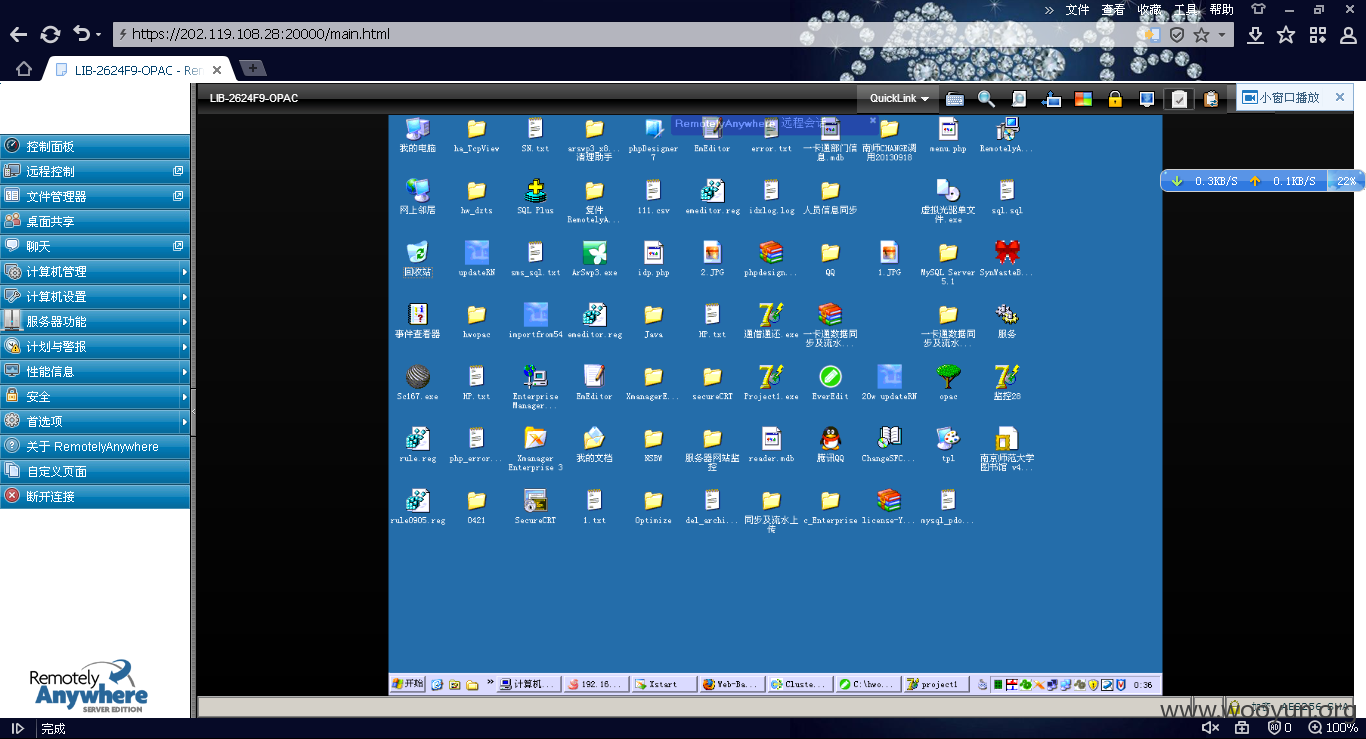 » 文件 查看 收藏 工具 帮助
https://202.119.108.28:20000/main.html
LIB-2624F9-OPAC - Rem
LIB-2624F9-OPAC
QuickLink
小窗口播放
RemotelyAnywhere 远程会话
0.3KB/S 0.1KB/S 22%
控制面板
远程控制
文件管理器
桌面共享
聊天
计算机管理
计算机设置
服务器功能
计划与警报
性能信息
安全
首选项
关于 RemotelyAnywhere
自定义页面
断开连接
我的电脑 ha_TcpView SN.txt arswp3_x8... 清理助手 phpDesigner 7 EmEditor error.txt 一卡通部门信息.mdb 南师CHANGE调用20130918 menu.php RemotelyA...
网上邻居 hw_dzts SQL Plus 复件 RemotelyA... 111.csv emeditor.reg idxlog.log 人员信息同步 虚拟光驱单文件.exe sql.sql
回收站 updateRN sms_sql.txt ArSwp3.exe idp.php 2.JPG phpdesign... QQ 1.JPG MySQL Server 5.1 SynWasteB...
事件查看器 hwopac importfrom54 emeditor.reg Java HP.txt 通借通还.exe 一卡通数据同步及流水... 一卡通数据同步及流水... 服务
Sc167.exe HP.txt Enterprise Manager... EmEditor XmanagerE... secureCRT Project1.exe EverEdit 20w updateRN opac 监控28
rule.reg php_error... Xmanager Enterprise 3 我的文档 NSBW 服务器网站监控 reader.mdb 腾讯QQ ChangeSFC... tpl 南京师范大学图书馆 v4...
rule0905.reg 0421 SecureCRT 1.txt Optimize del_archi... 同步及流水上传 c_Enterprise license-Y... mysql_pdo...
开始 » 计算机... 192.16... Xstart Web-Ba... Cluste... C:\hwo... project1 0:36
Remotely
Anywhere
SERVER EDITION
AES256-SHA
www.wooyun.org
完成
0 100%